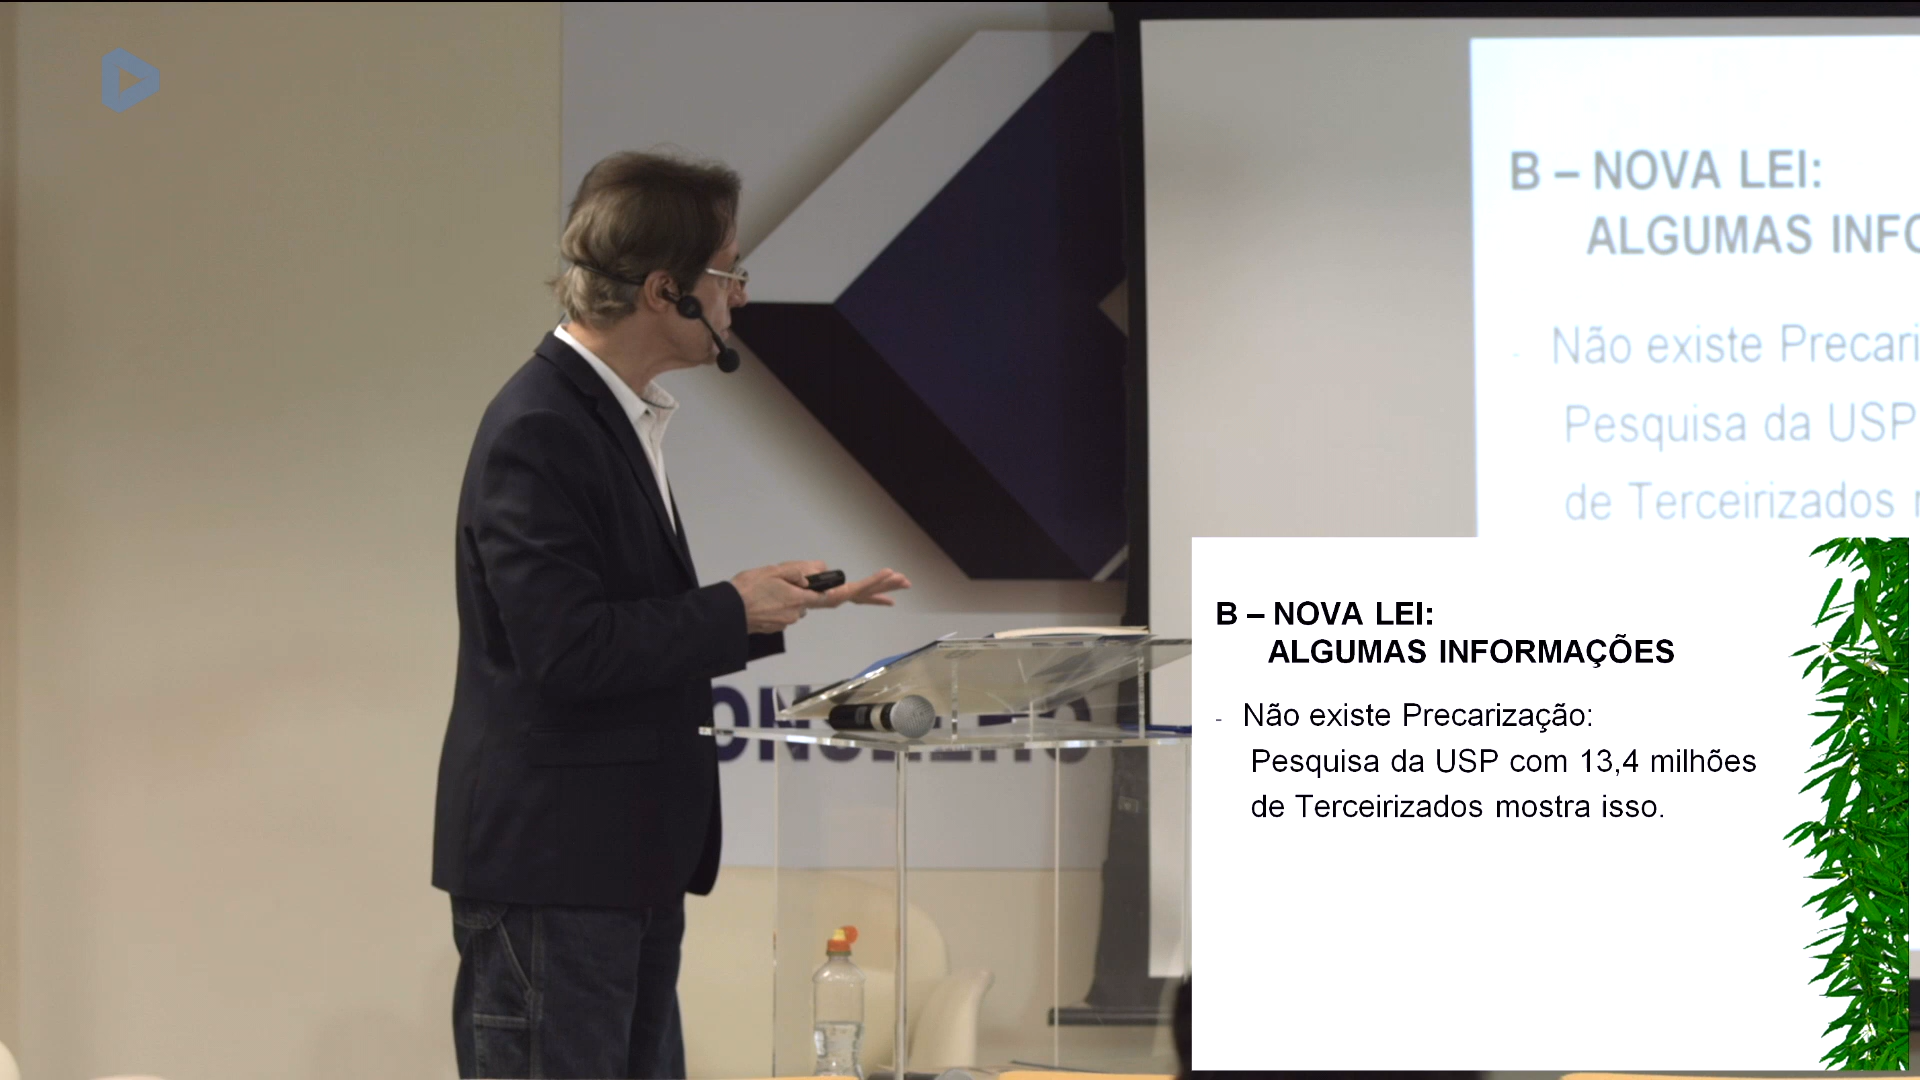 B – NOVA LEI:
ALGUMAS INFO
- Não existe Precari
Pesquisa da USP
de Terceirizados
B – NOVA LEI:
ALGUMAS INFORMAÇÕES
- Não existe Precarização:
Pesquisa da USP com 13,4 milhões
de Terceirizados mostra isso.